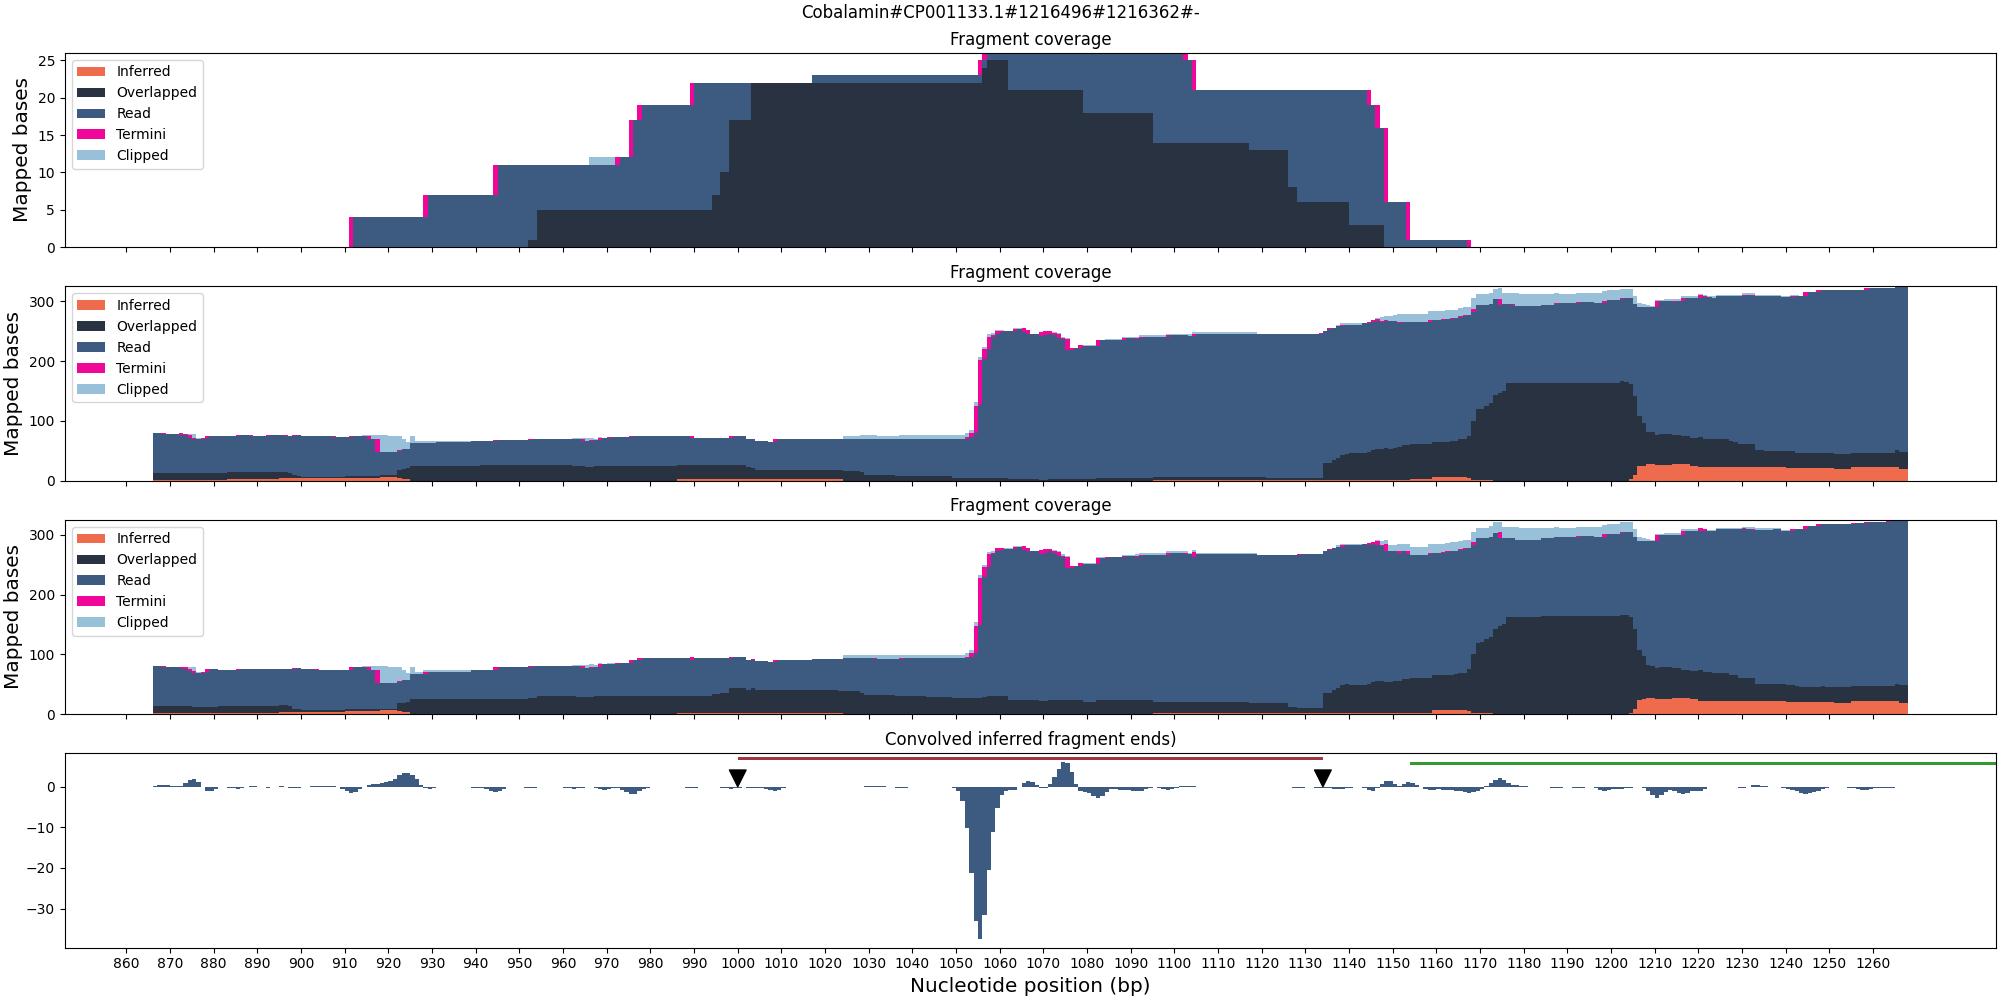 Cobalamin#CP001133.1#1216496#1216362#-
Fragment coverage
Mapped bases
25
20
15
10
5
0
Inferred
Overlapped
Read
Termini
Clipped
Fragment coverage
Mapped bases
300
200
100
0
Inferred
Overlapped
Read
Termini
Clipped
Fragment coverage
Mapped bases
300
200
100
0
Inferred
Overlapped
Read
Termini
Clipped
Convolved inferred fragment ends)
0
−10
−20
−30
860 870 880 890 900 910 920 930 940 950 960 970 980 990 1000 1010 1020 1030 1040 1050 1060 1070 1080 1090 1100 1110 1120 1130 1140 1150 1160 1170 1180 1190 1200 1210 1220 1230 1240 1250 1260
Nucleotide position (bp)